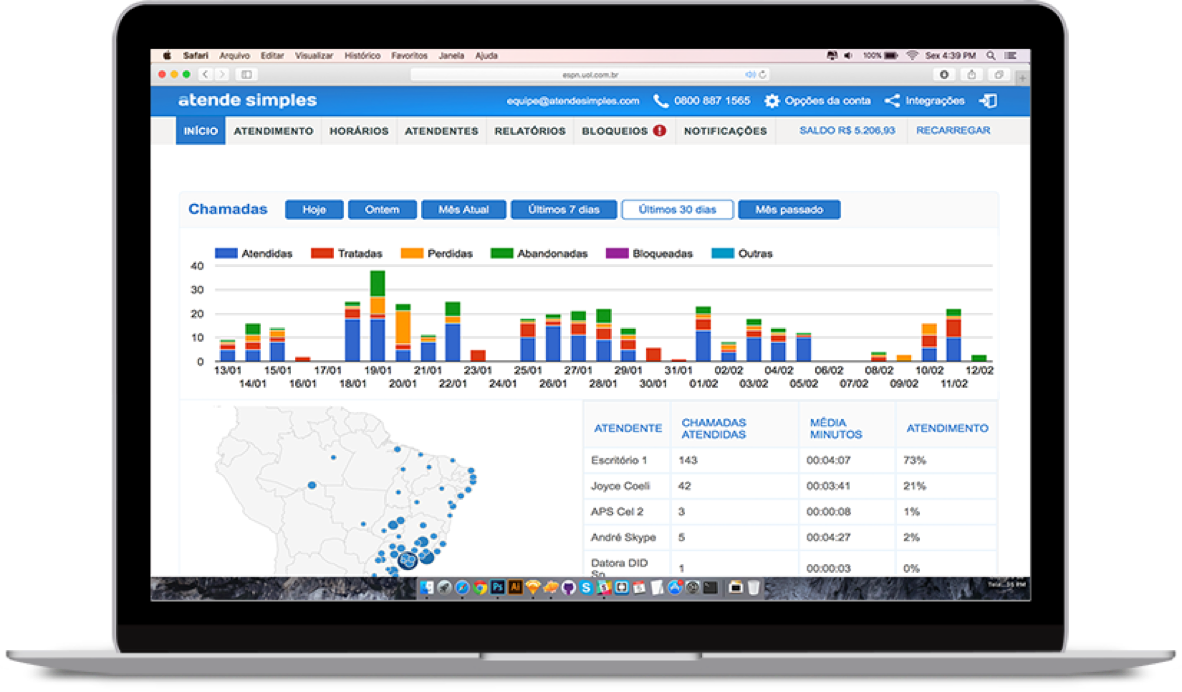 Safari Arquivo Editar Visualizar Histórico Favoritos Janela Ajuda 100% Sex 4:39 PM
espn.uol.com.br
atende simples equipe@atendesimples.com 0800 887 1565 Opções da conta Integrações
INÍCIO ATENDIMENTO HORÁRIOS ATENDENTES RELATÓRIOS BLOQUEIOS ! NOTIFICAÇÕES SALDO R$ 5.206,93 RECARREGAR
Chamadas Hoje Ontem Mês Atual Últimos 7 dias Últimos 30 dias Mês passado
Atendidas Tratadas Perdidas Abandonadas Bloqueadas Outras
40
30
20
10
0
13/01 15/01 17/01 19/01 21/01 23/01 25/01 27/01 29/01 31/01 02/02 04/02 06/02 08/02 10/02 12/02
14/01 16/01 18/01 20/01 22/01 24/01 26/01 28/01 30/01 01/02 03/02 05/02 07/02 09/02 11/02
ATENDENTE CHAMADAS ATENDIDAS MÉDIA MINUTOS ATENDIMENTO
Escritório 1 143 00:04:07 73%
Joyce Coeli 42 00:03:41 21%
APS Cel 2 3 00:00:08 1%
André Skype 5 00:04:27 2%
Datora DID
Sp 1 00:00:03 0%
Ps Ai S